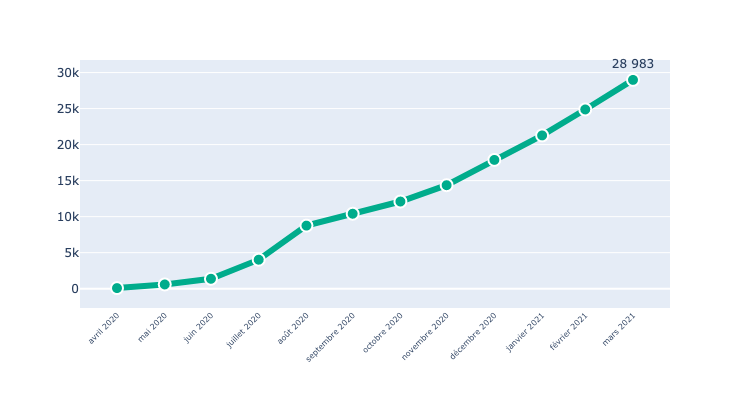 28 983
30k
25k
20k
15k
10k
5k
0
avril 2020
mai 2020
juin 2020
juillet 2020
août 2020
septembre 2020
octobre 2020
novembre 2020
décembre 2020
janvier 2021
février 2021
mars 2021